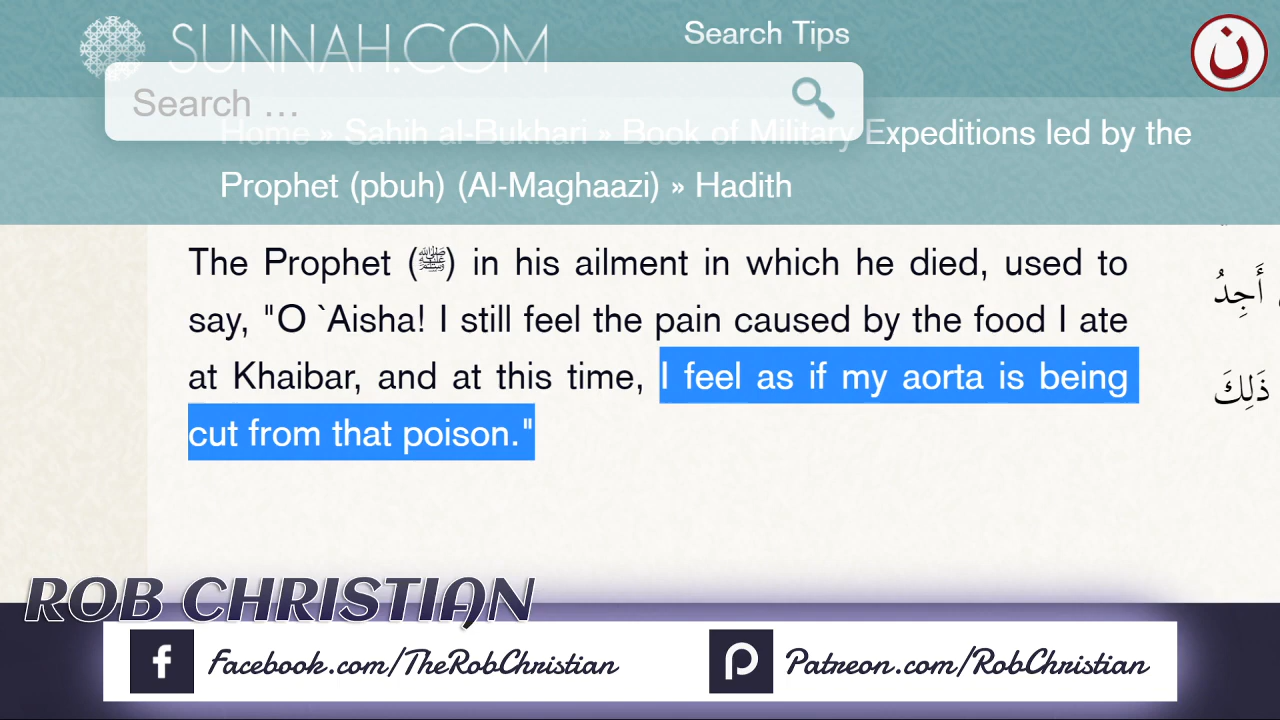 SUNNAH.COM
Search Tips
ن
Search ...
Home » Sahih al-Bukhari » Book of Military Expeditions led by the
Prophet (pbuh) (Al-Maghaazi) » Hadith
The Prophet (ﷺ) in his ailment in which he died, used to
say, "O `Aisha! I still feel the pain caused by the food I ate
at Khaibar, and at this time, I feel as if my aorta is being
cut from that poison."
أَجِدُ
ذَلِكَ
ROB CHRISTIAN
Facebook.com/TheRobChristian
Patreon.com/RobChristian